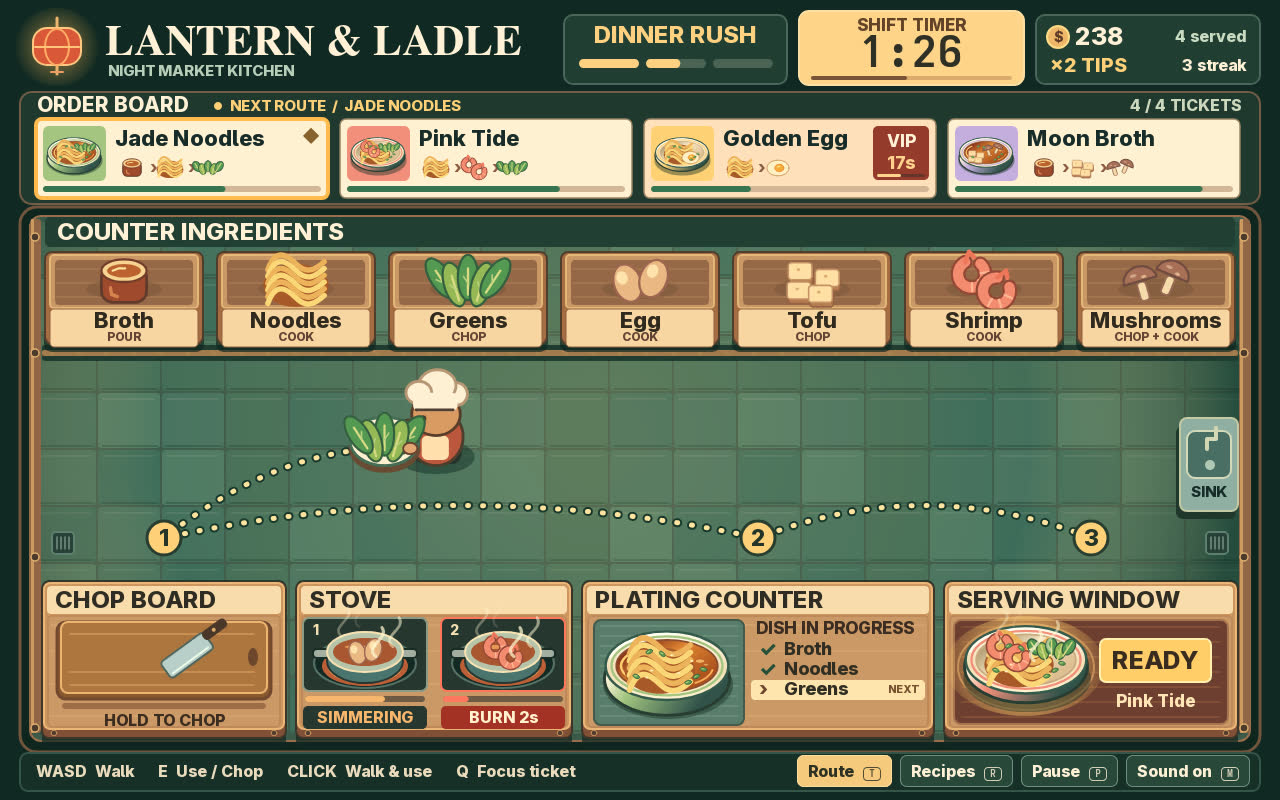 LANTERN & LADLE
NIGHT MARKET KITCHEN
DINNER RUSH
SHIFT TIMER
1:26
$ 238
4 served
×2 TIPS
3 streak
ORDER BOARD
NEXT ROUTE / JADE NOODLES
4 / 4 TICKETS
Jade Noodles
Pink Tide
Golden Egg
VIP
17s
Moon Broth
COUNTER INGREDIENTS
Broth
POUR
Noodles
COOK
Greens
CHOP
Egg
COOK
Tofu
CHOP
Shrimp
COOK
Mushrooms
CHOP + COOK
SINK
1
2
3
CHOP BOARD
HOLD TO CHOP
STOVE
1
2
SIMMERING
BURN 2s
PLATING COUNTER
DISH IN PROGRESS
Broth
Noodles
Greens NEXT
SERVING WINDOW
READY
Pink Tide
WASD Walk E Use / Chop CLICK Walk & use Q Focus ticket
Route T
Recipes R
Pause P
Sound on M